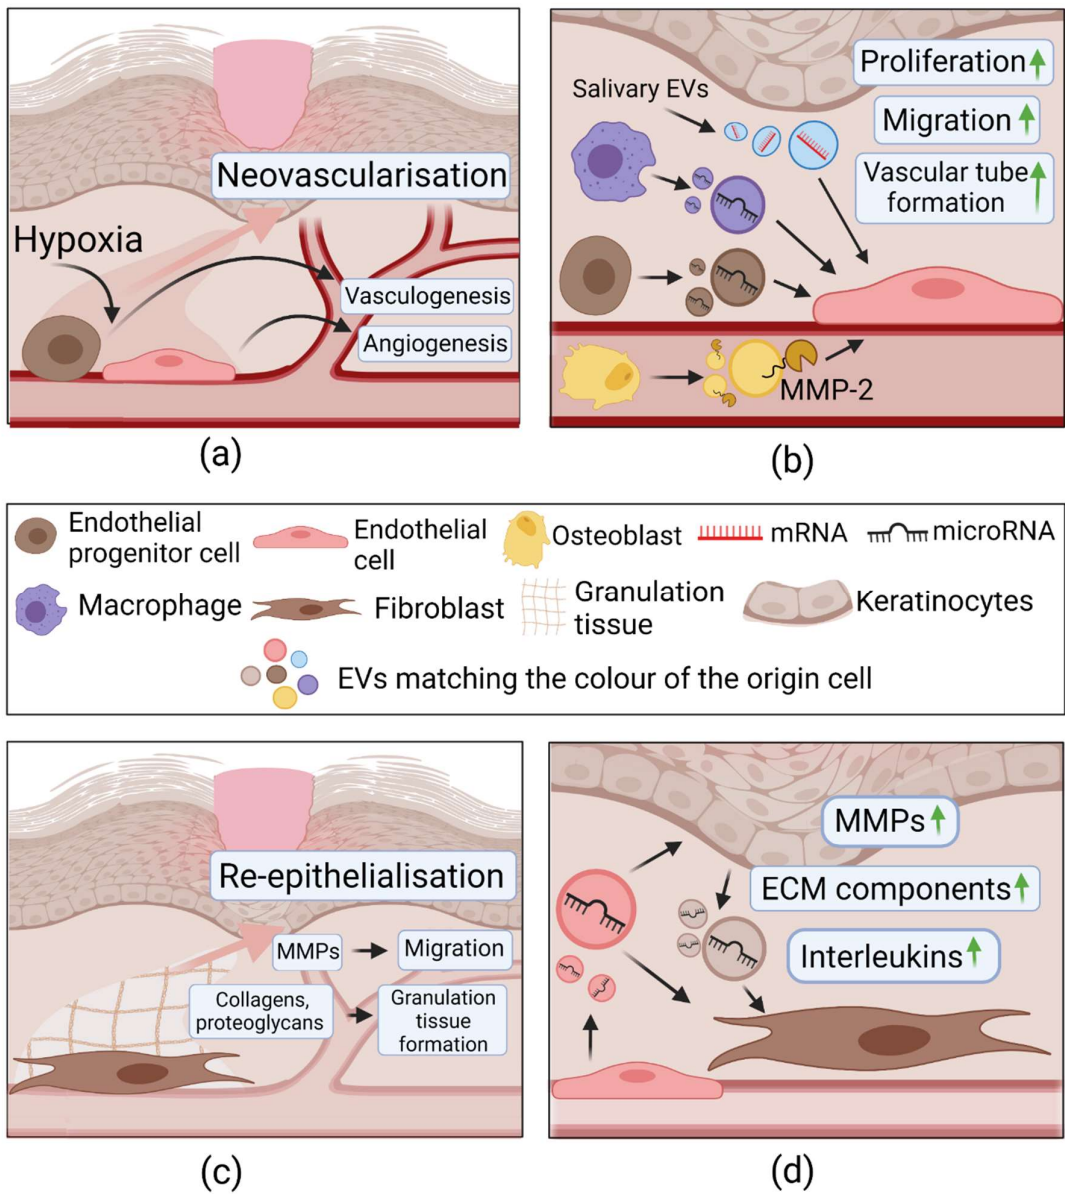 Neovascularisation
Hypoxia
Vasculogenesis
Angiogenesis
(a)
Salivary EVs
Proliferation
Migration
Vascular tube
formation
MMP-2
(b)
Endothelial
progenitor cell
Endothelial
cell
Osteoblast
mRNA
microRNA
Macrophage
Fibroblast
Granulation
tissue
Keratinocytes
EVs matching the colour of the origin cell
Re-epithelialisation
MMPs
Migration
Collagens,
proteoglycans
Granulation
tissue
formation
(c)
MMPs
ECM components
Interleukins
(d)